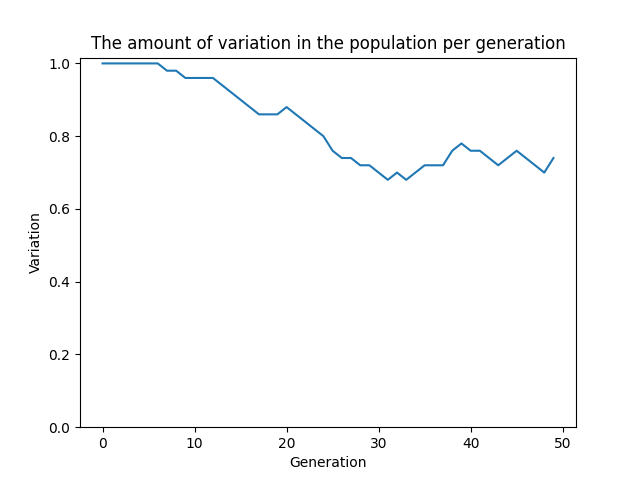 The amount of variation in the population per generation
1.0
0.8
0.6
0.4
0.2
0.0
Variation
0 10 20 30 40 50
Generation